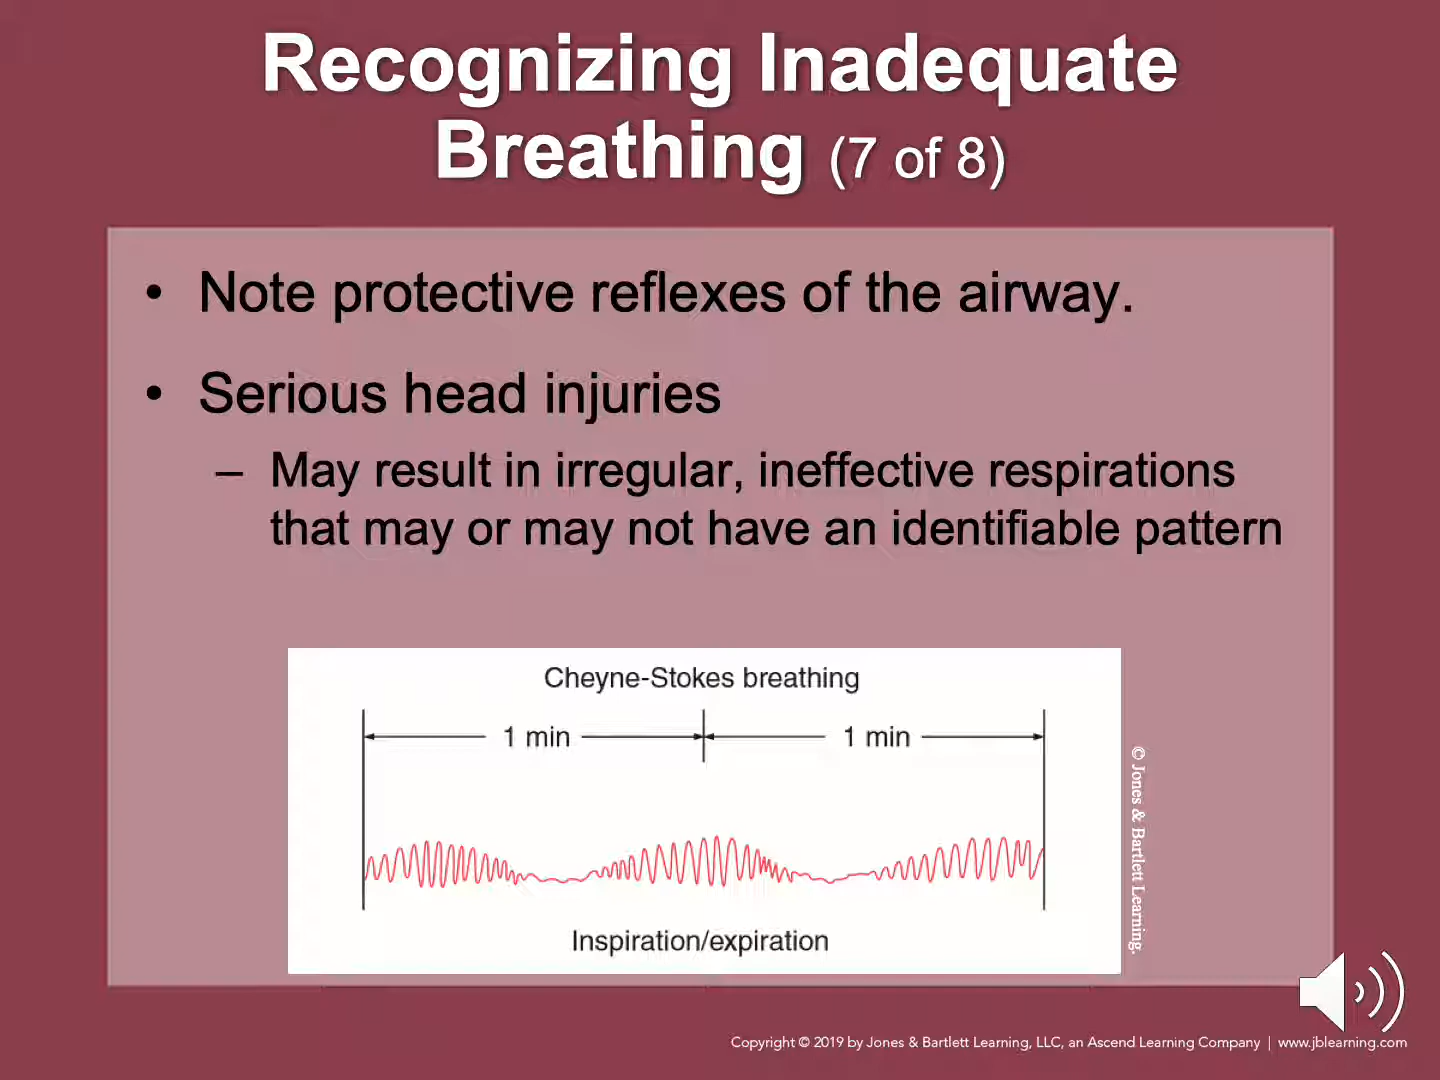 Recognizing Inadequate
Breathing (7 of 8)
• Note protective reflexes of the airway.
• Serious head injuries
– May result in irregular, ineffective respirations
that may or may not have an identifiable pattern
Cheyne-Stokes breathing
1 min 1 min
Inspiration/expiration
© Jones & Bartlett Learning.
Copyright © 2019 by Jones & Bartlett Learning, LLC, an Ascend Learning Company | www.jblearning.com